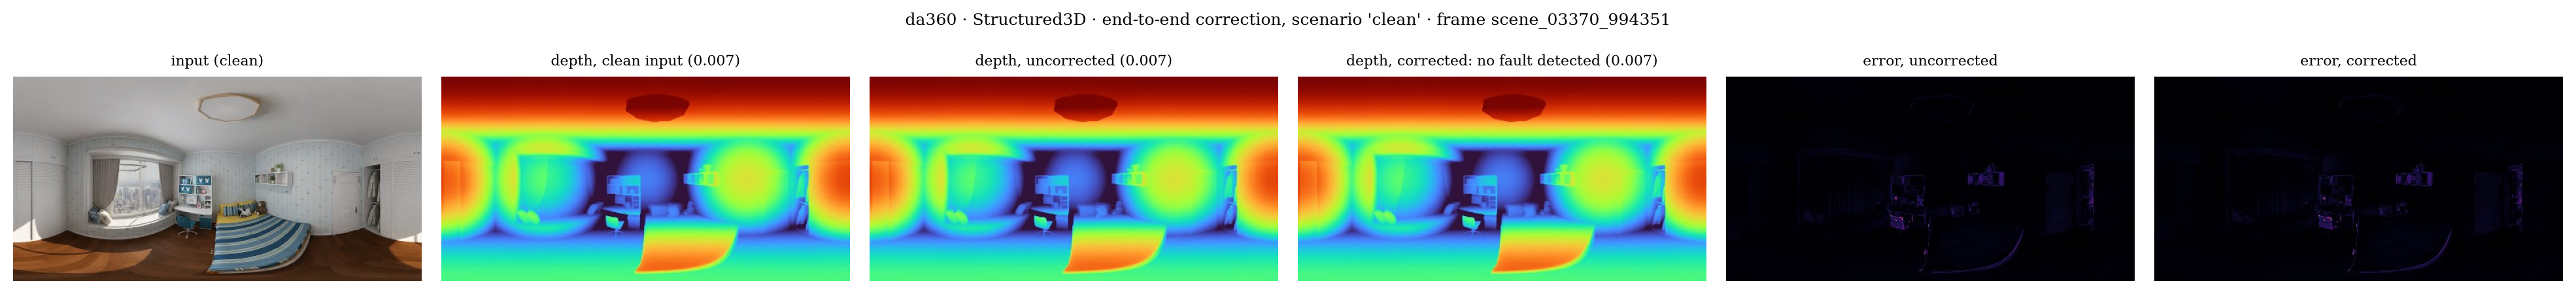 da360 · Structured3D · end-to-end correction, scenario 'clean' · frame scene_03370_994351
input (clean)
depth, clean input (0.007)
depth, uncorrected (0.007)
depth, corrected: no fault detected (0.007)
error, uncorrected
error, corrected